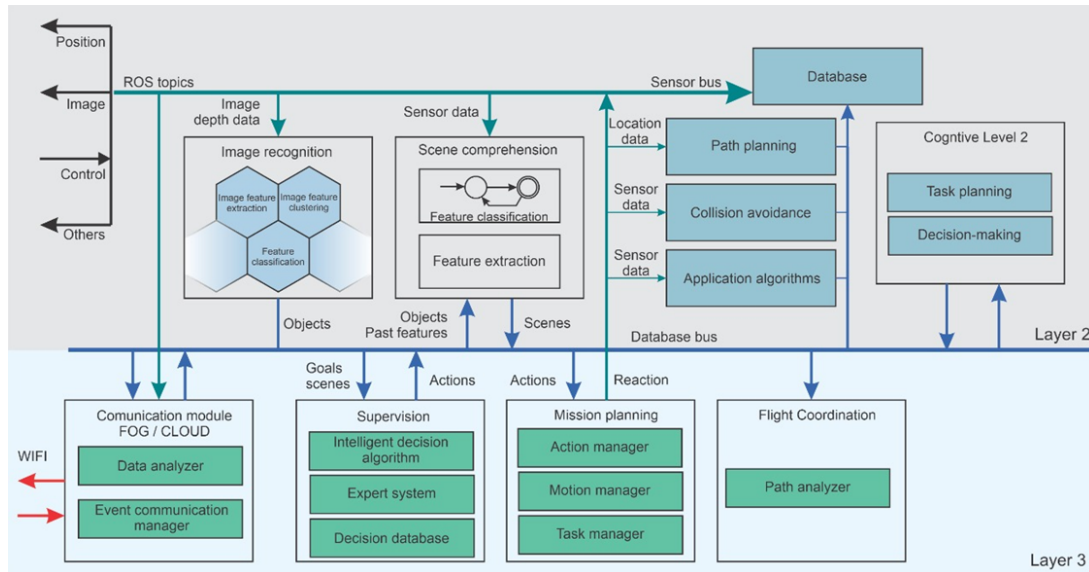 Position
Image
Control
Others
ROS topics
Sensor bus
Database
Image
depth data
Sensor data
Image recognition
Image feature
extraction
Image feature
clustering
Feature
classification
Scene comprehension
Feature classification
Feature extraction
Location
data
Path planning
Sensor
data
Collision avoidance
Sensor
data
Application algorithms
Cogntive Level 2
Task planning
Decision-making
Objects
Objects
Past features
Scenes
Database bus
Layer 2
Goals
scenes
Actions
Actions
Reaction
Comunication module
FOG / CLOUD
Data analyzer
Event communication
manager
WIFI
Supervision
Intelligent decision
algorithm
Expert system
Decision database
Mission planning
Action manager
Motion manager
Task manager
Flight Coordination
Path analyzer
Layer 3